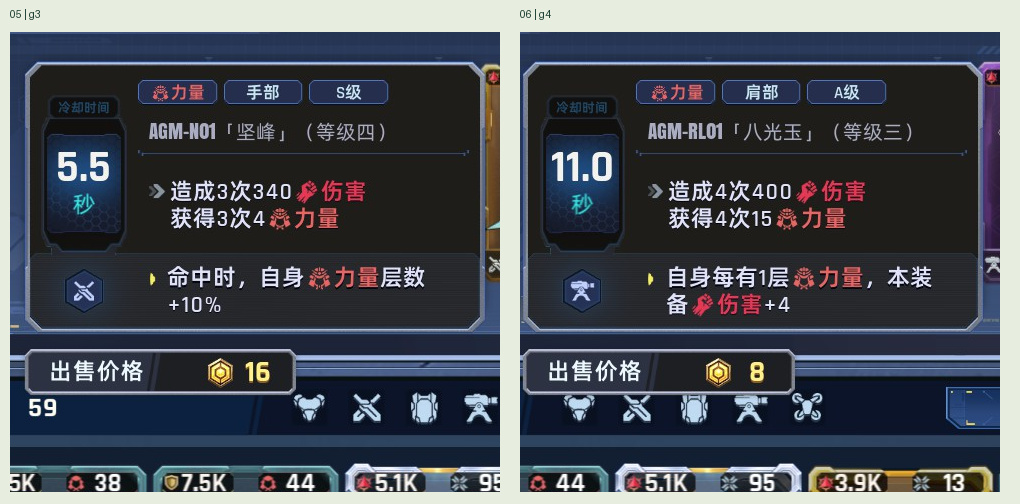 05|g3
力量 手部 S级
冷却时间
AGM-N01「坚峰」（等级四）
5.5
秒
造成3次340伤害
获得3次4力量
命中时，自身力量层数
+10%
出售价格 16
59
5K 38 7.5K 44 5.1K 95
06|g4
力量 肩部 A级
冷却时间
AGM-RL01「八光玉」（等级三）
11.0
秒
造成4次400伤害
获得4次15力量
自身每有1层力量，本装
备伤害+4
出售价格 8
44 5.1K 95 3.9K 13